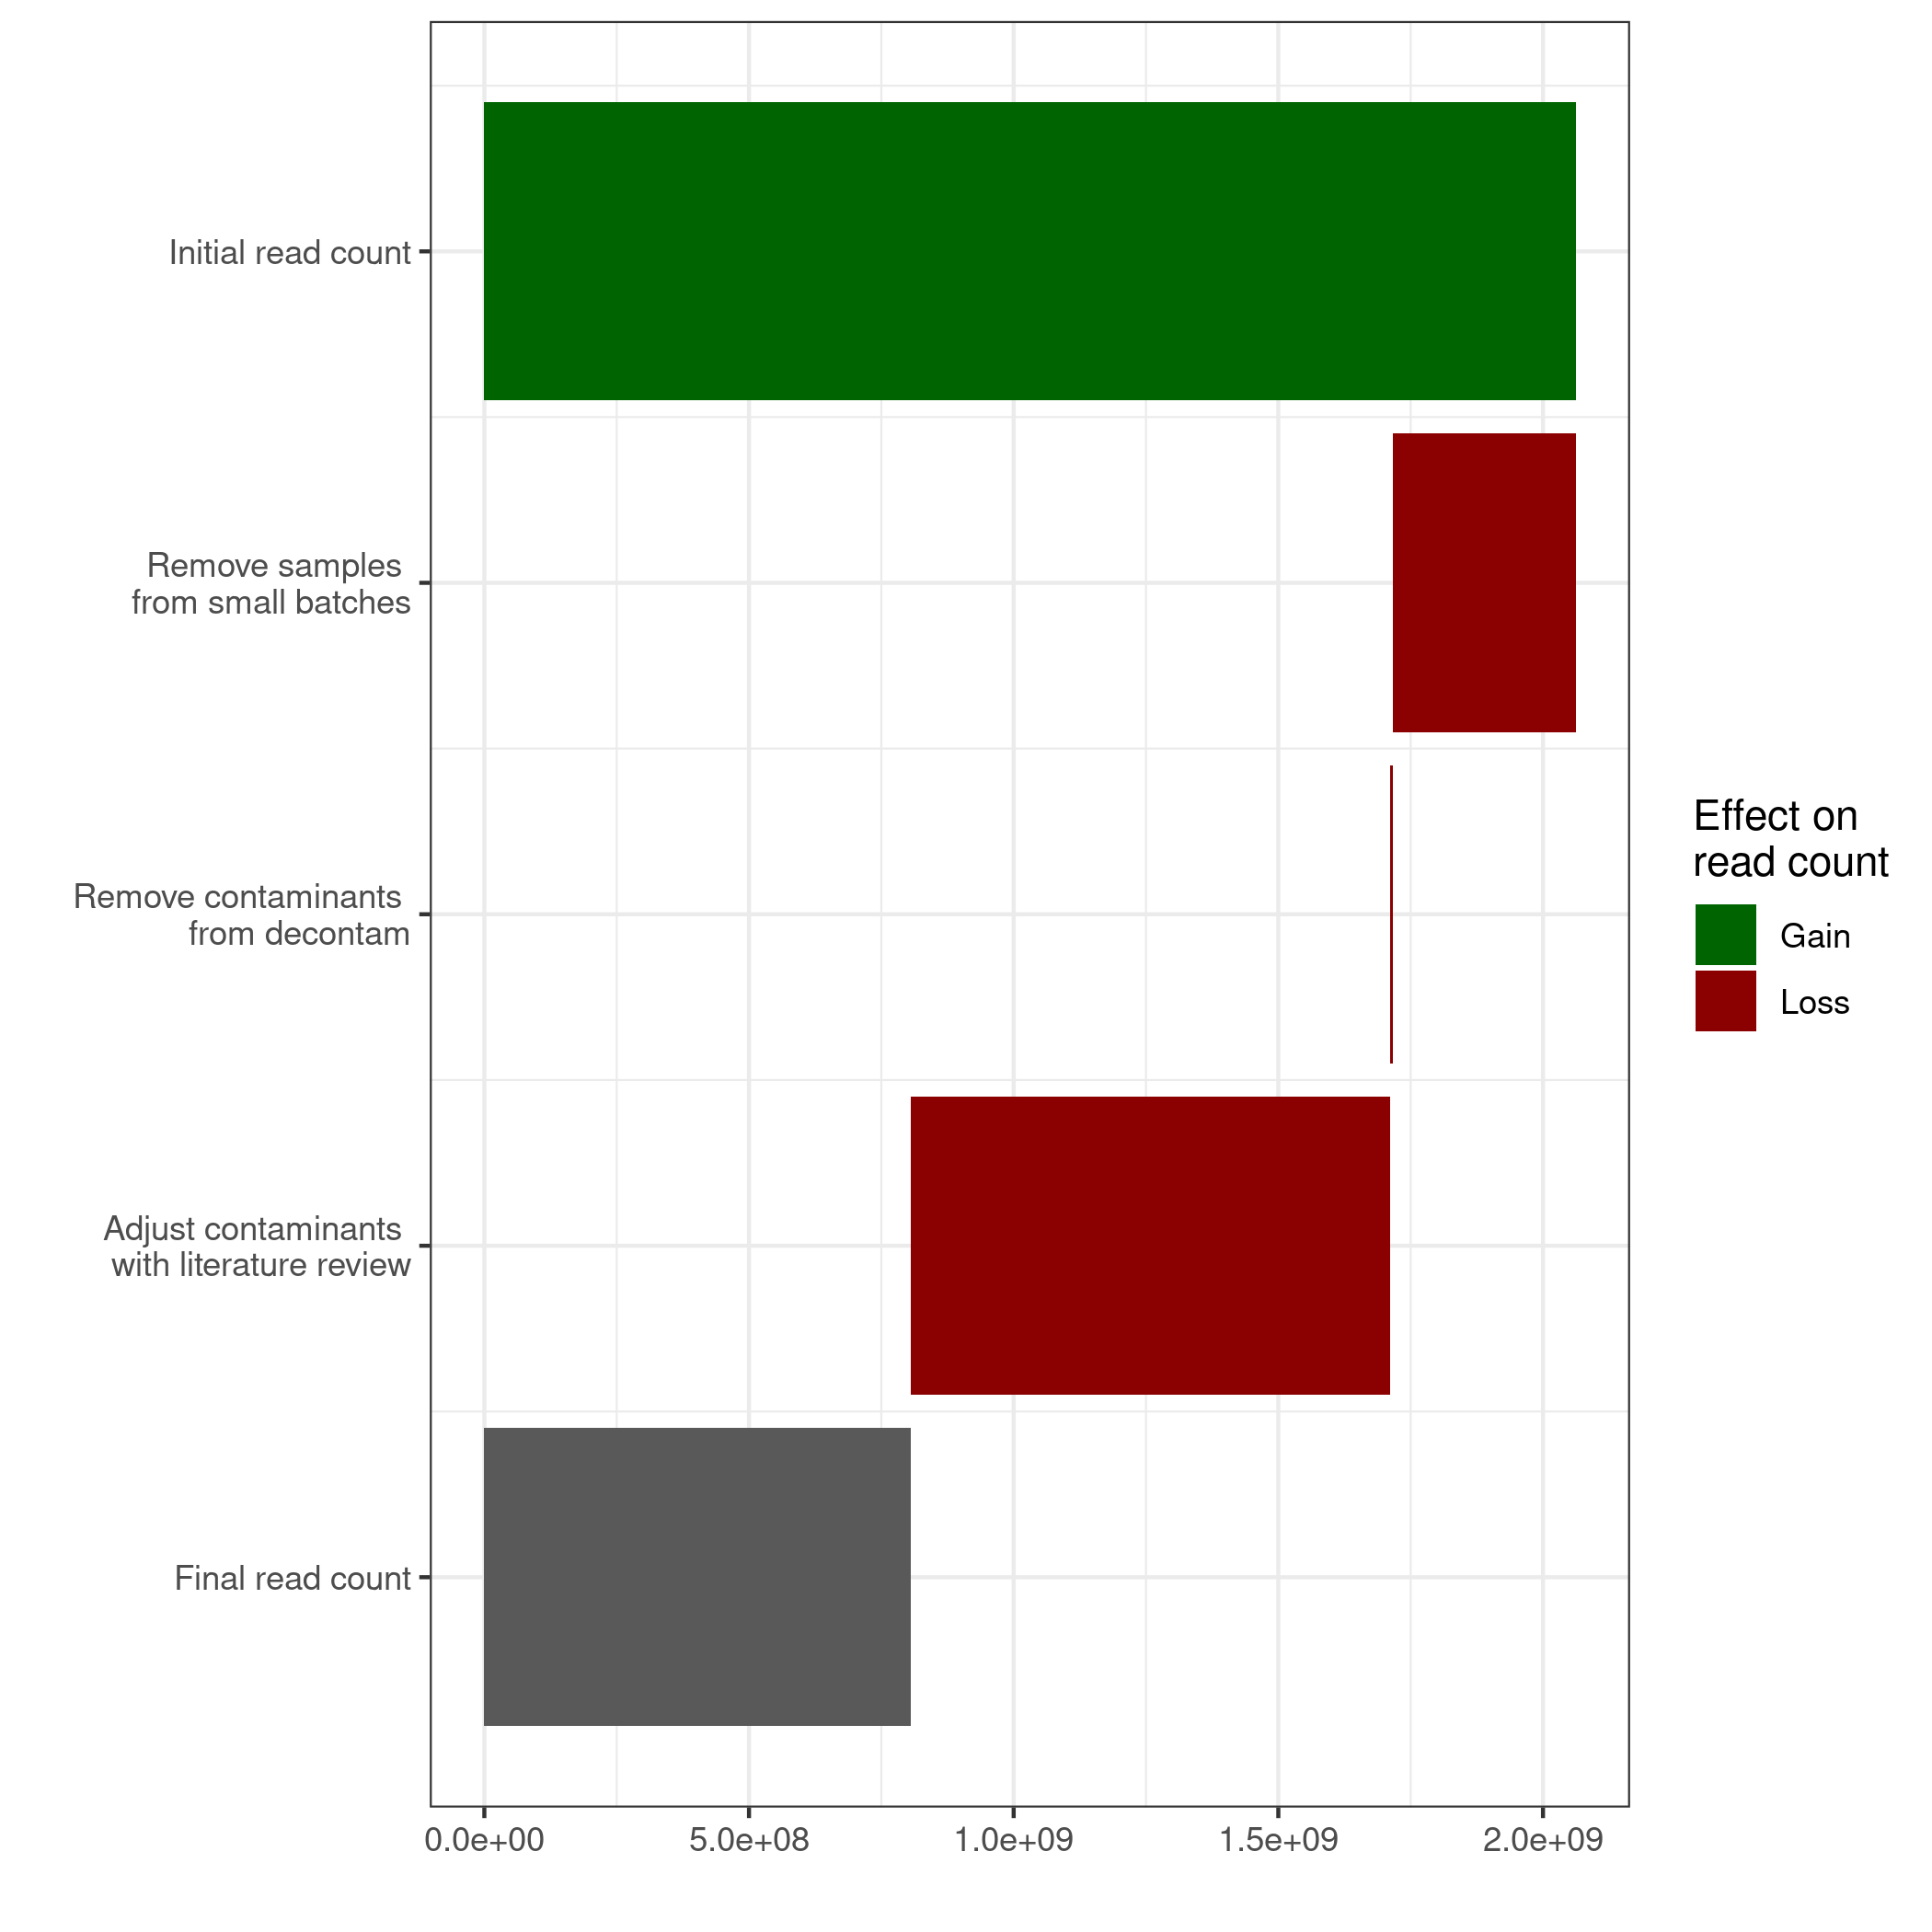 Initial read count
Remove samples
from small batches
Remove contaminants
from decontam
Adjust contaminants
with literature review
Final read count
0.0e+00
5.0e+08
1.0e+09
1.5e+09
2.0e+09
Effect on
read count
Gain
Loss